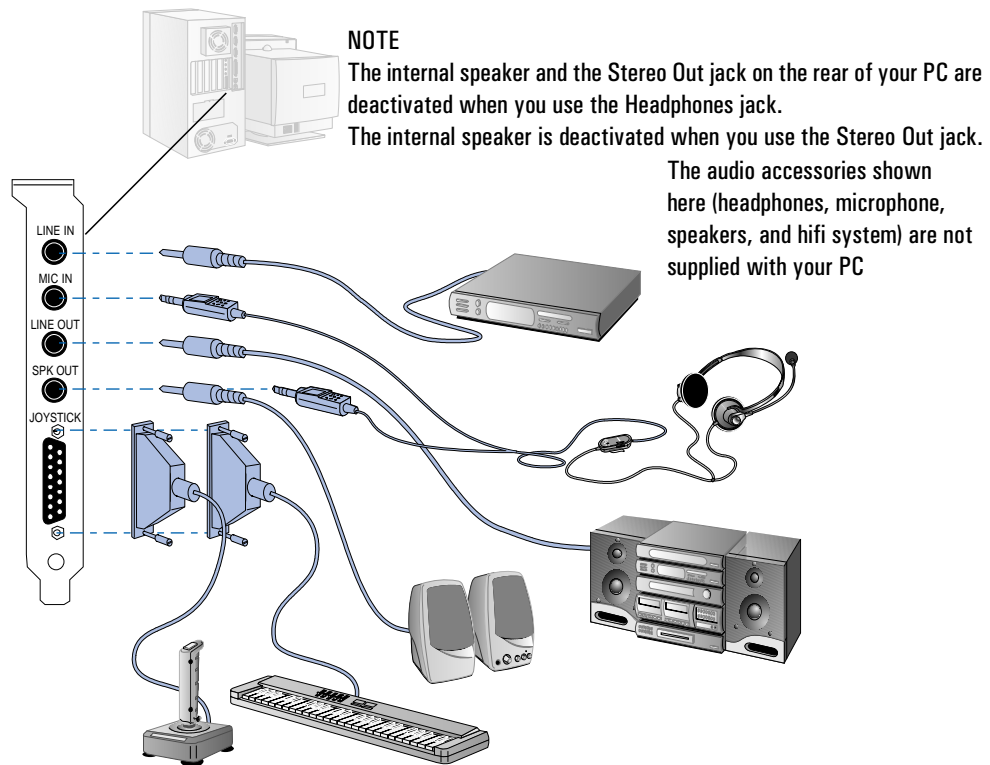 NOTE
The internal speaker and the Stereo Out jack on the rear of your PC are
deactivated when you use the Headphones jack.
The internal speaker is deactivated when you use the Stereo Out jack.
The audio accessories shown
here (headphones, microphone,
speakers, and hifi system) are not
supplied with your PC
LINE IN
MIC IN
LINE OUT
SPK OUT
JOYSTICK